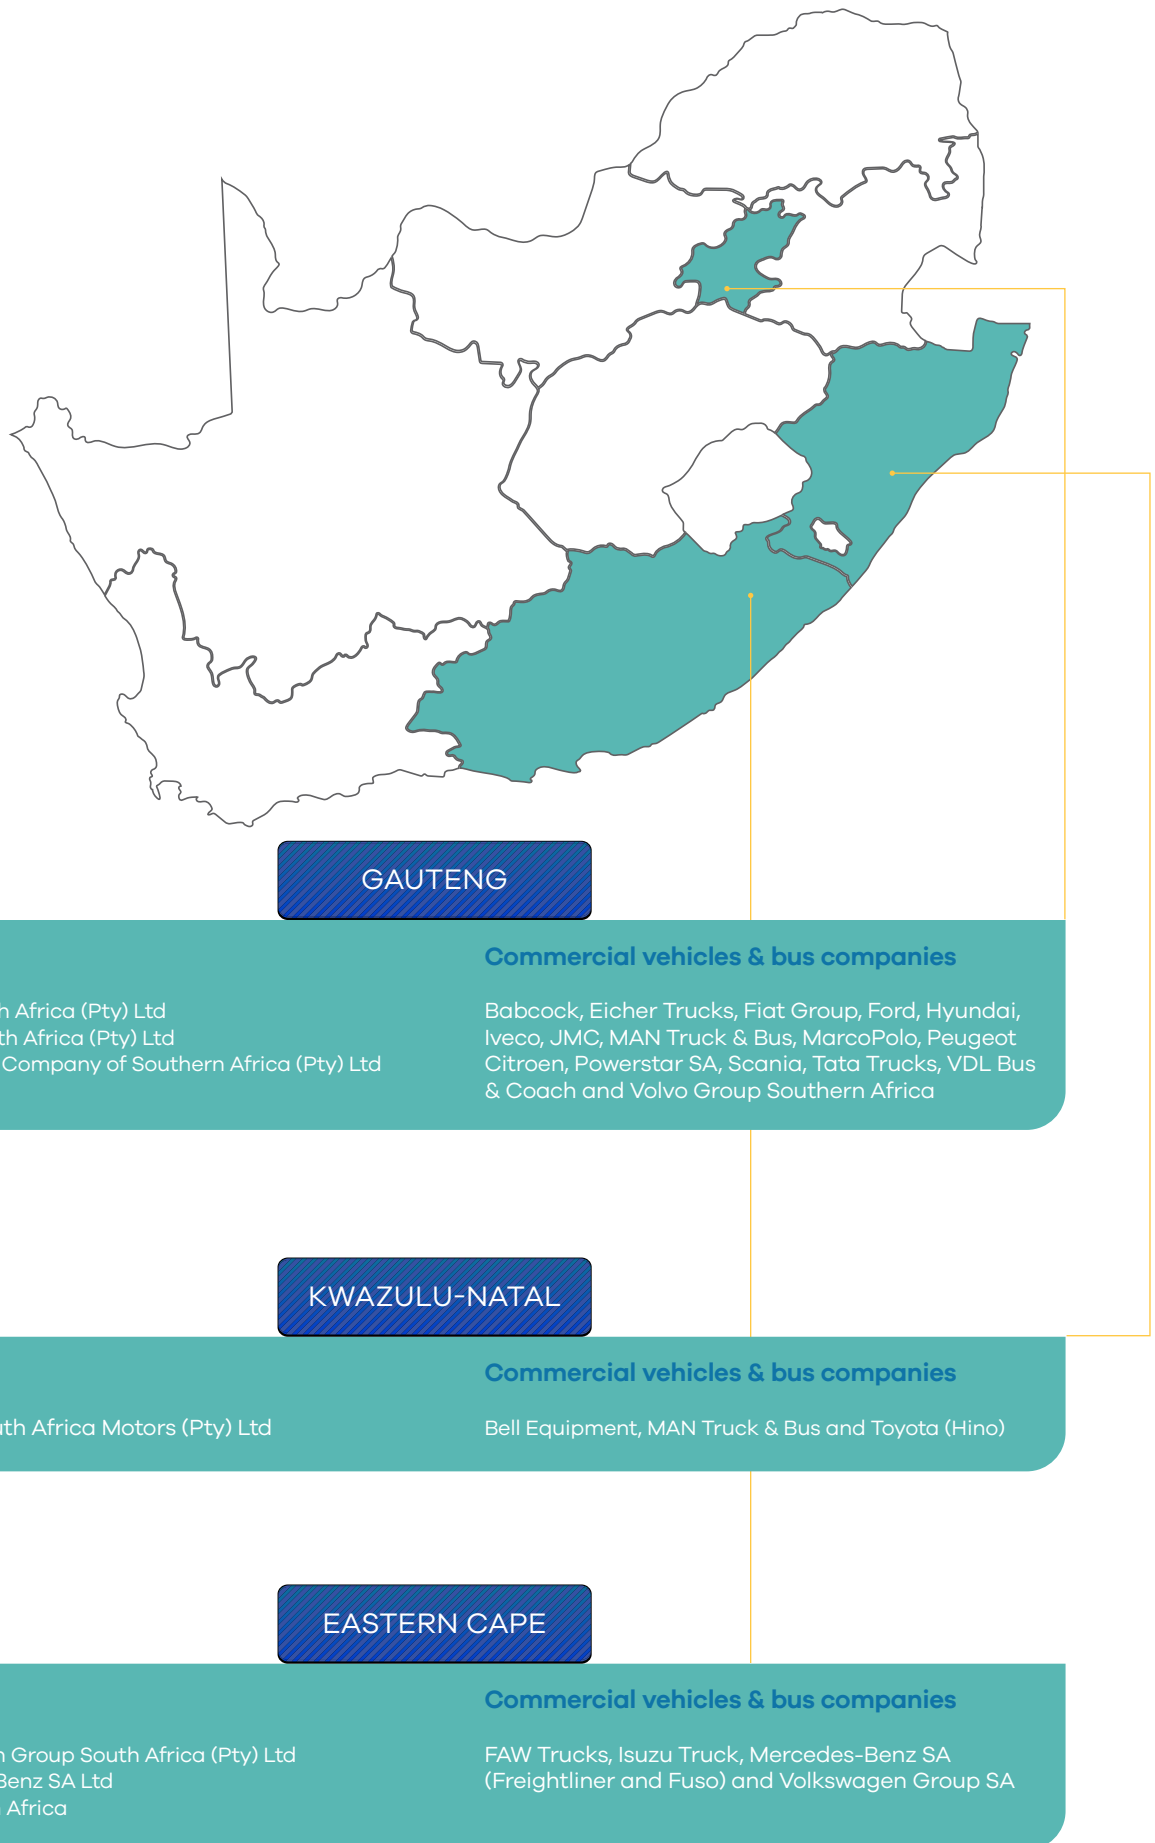 GAUTENG
h Africa (Pty) Ltd
th Africa (Pty) Ltd
Company of Southern Africa (Pty) Ltd
Commercial vehicles & bus companies
Babcock, Eicher Trucks, Fiat Group, Ford, Hyundai,
Iveco, JMC, MAN Truck & Bus, MarcoPolo, Peugeot
Citroen, Powerstar SA, Scania, Tata Trucks, VDL Bus
& Coach and Volvo Group Southern Africa
KWAZULU-NATAL
uth Africa Motors (Pty) Ltd
Commercial vehicles & bus companies
Bell Equipment, MAN Truck & Bus and Toyota (Hino)
EASTERN CAPE
n Group South Africa (Pty) Ltd
Benz SA Ltd
Africa
Commercial vehicles & bus companies
FAW Trucks, Isuzu Truck, Mercedes-Benz SA
(Freightliner and Fuso) and Volkswagen Group SA